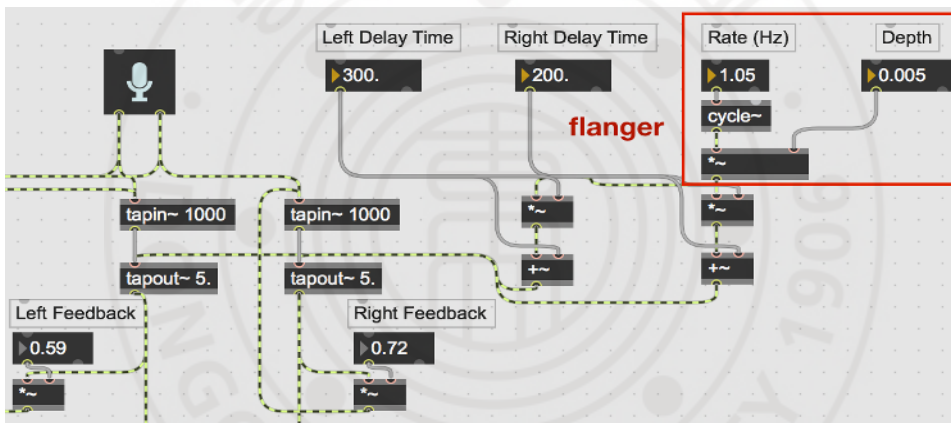 Left Delay Time
Right Delay Time
Rate (Hz)
Depth
300.
200.
1.05
0.005
flanger
cycle~
*~
tapin~ 1000
tapin~ 1000
*~
*~
tapout~ 5.
tapout~ 5.
+~
+~
Left Feedback
Right Feedback
0.59
0.72
*~
*~
1906